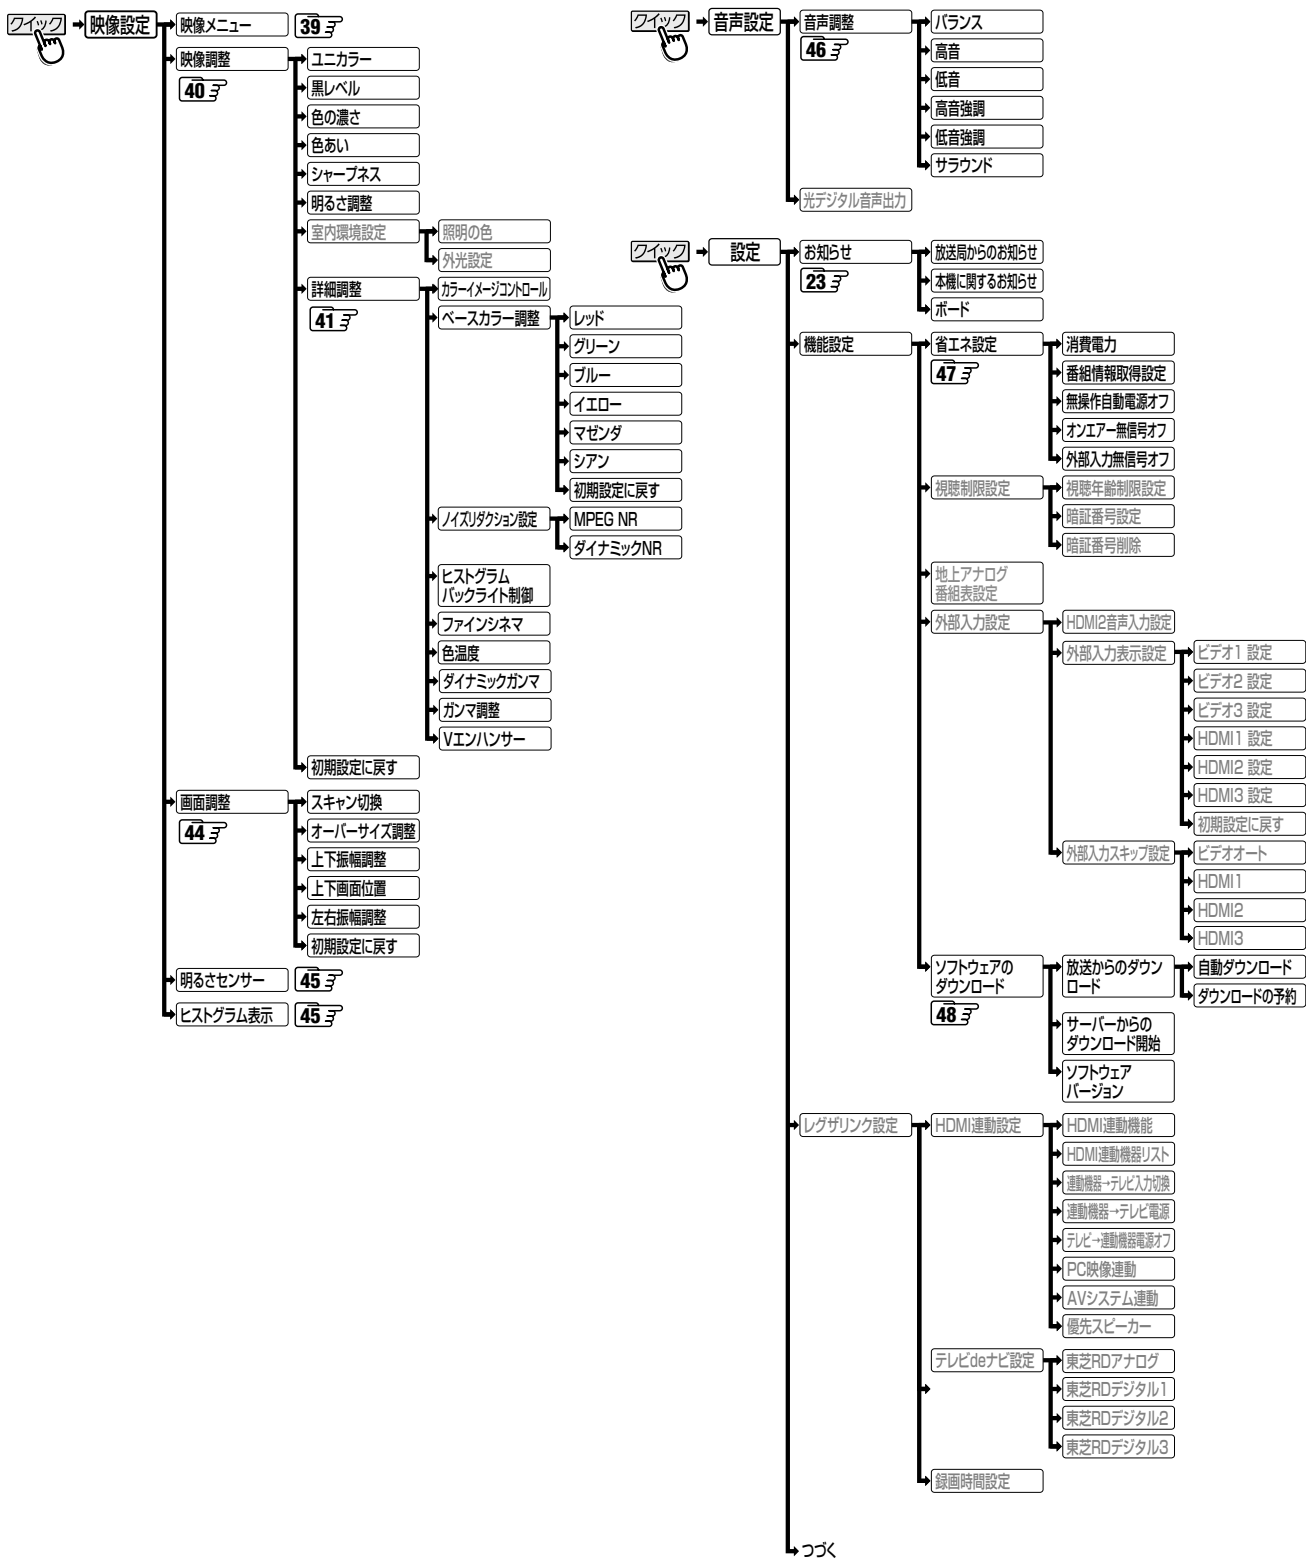 クイック
映像設定
映像メニュー
39
映像調整
40
ユニカラー
黒レベル
色の濃さ
色あい
シャープネス
明るさ調整
室内環境設定
照明の色
外光設定
詳細調整
41
カラーイメージコントロール
ベースカラー調整
レッド
グリーン
ブルー
イエロー
マゼンダ
シアン
初期設定に戻す
ノイズリダクション設定
MPEG NR
ダイナミックNR
ヒストグラム
バックライト制御
ファインシネマ
色温度
ダイナミックガンマ
ガンマ調整
Vエンハンサー
初期設定に戻す
画面調整
44
スキャン切換
オーバーサイズ調整
上下振幅調整
上下画面位置
左右振幅調整
初期設定に戻す
明るさセンサー
45
ヒストグラム表示
45
クイック
音声設定
音声調整
46
バランス
高音
低音
高音強調
低音強調
サラウンド
光デジタル音声出力
クイック
設定
お知らせ
23
放送局からのお知らせ
本機に関するお知らせ
ボード
機能設定
省エネ設定
47
消費電力
番組情報取得設定
無操作自動電源オフ
オンエアー無信号オフ
外部入力無信号オフ
視聴制限設定
視聴年齢制限設定
暗証番号設定
暗証番号削除
地上アナログ
番組表設定
外部入力設定
HDMI2音声入力設定
外部入力表示設定
ビデオ1 設定
ビデオ2 設定
ビデオ3 設定
HDMI1 設定
HDMI2 設定
HDMI3 設定
初期設定に戻す
外部入力スキップ設定
ビデオオート
HDMI1
HDMI2
HDMI3
ソフトウェアの
ダウンロード
48
放送からのダウン
ロード
自動ダウンロード
ダウンロードの予約
サーバーからの
ダウンロード開始
ソフトウェア
バージョン
レグザリンク設定
HDMI連動設定
HDMI連動機能
HDMI連動機器リスト
連動機器→テレビ入力切換
連動機器→テレビ電源
テレビ→連動機器電源オフ
PC映像連動
AVシステム連動
優先スピーカー
テレビdeナビ設定
東芝RDアナログ
東芝RDデジタル1
東芝RDデジタル2
東芝RDデジタル3
録画時間設定
つづく